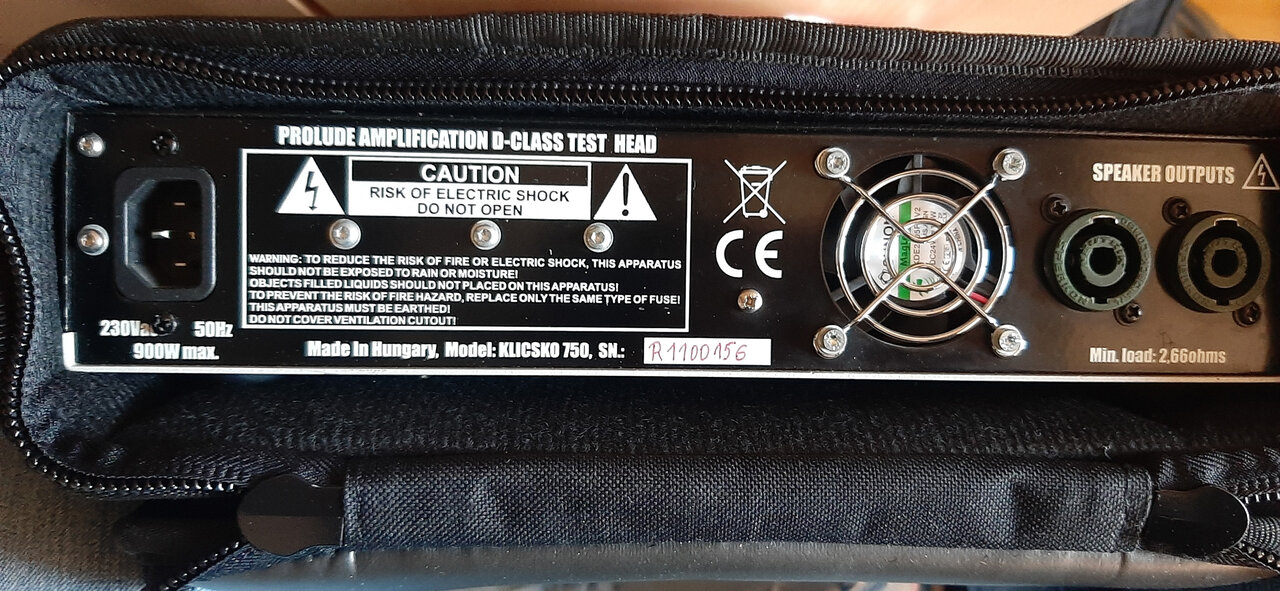 PROLUDE AMPLIFICATION D-CLASS TEST HEAD
CAUTION
RISK OF ELECTRIC SHOCK
DO NOT OPEN
WARNING: TO REDUCE THE RISK OF FIRE OR ELECTRIC SHOCK, THIS APPARATUS
SHOULD NOT BE EXPOSED TO RAIN OR MOISTURE!
OBJECTS FILLED LIQUIDS SHOULD NOT PLACED ON THIS APPARATUS!
TO PREVENT THE RISK OF FIRE HAZARD, REPLACE ONLY THE SAME TYPE OF FUSE!
THIS APPARATUS MUST BE EARTHED!
DO NOT COVER VENTILATION CUTOUT!
230Vac 50Hz
900W max.
Made In Hungary, Model: KLICSKO 750, SN.: R1100156
CE
SPEAKER OUTPUTS
Min. load: 2,66ohms